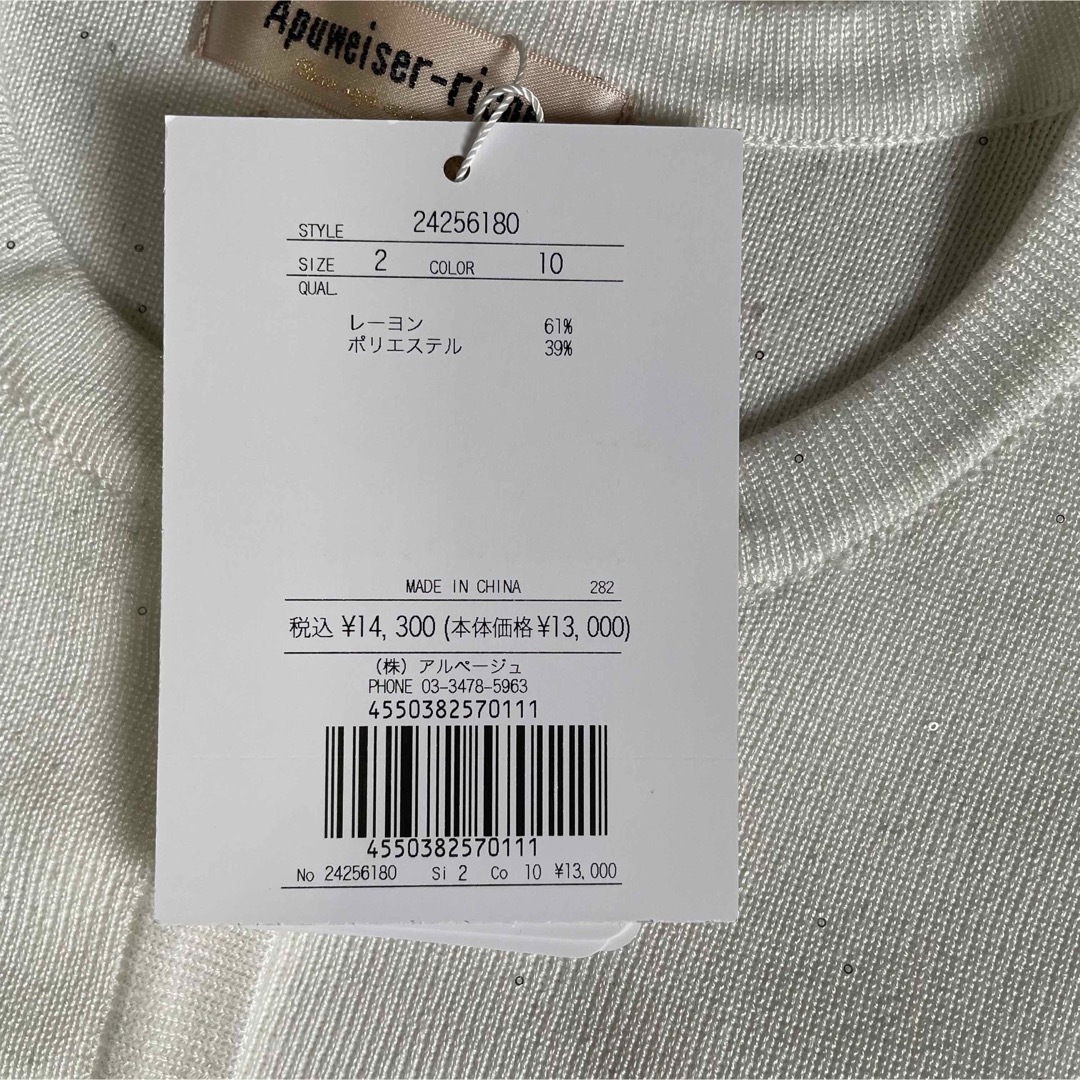 Apuweiser-riche
STYLE 24256180
SIZE 2 COLOR 10
QUAL.
レーヨン 61%
ポリエステル 39%
MADE IN CHINA 282
税込 ¥14,300 (本体価格¥13,000)
(株) アルページュ
PHONE 03-3478-5963
4550382570111
4550382570111
No 24256180 Si 2 Co 10 ¥13,000